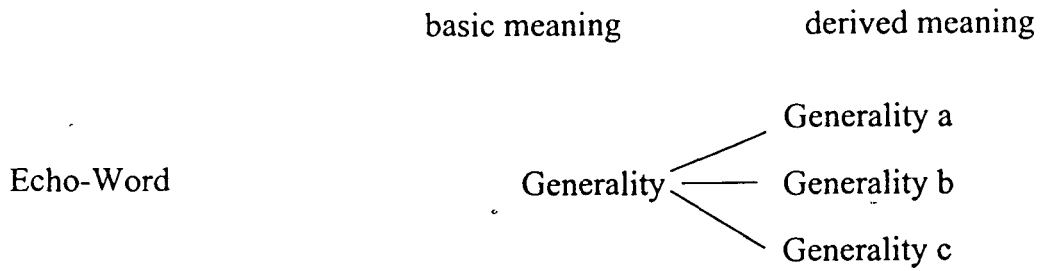 basic meaning derived meaning
Generality a
Echo-Word Generality Generality b
Generality c